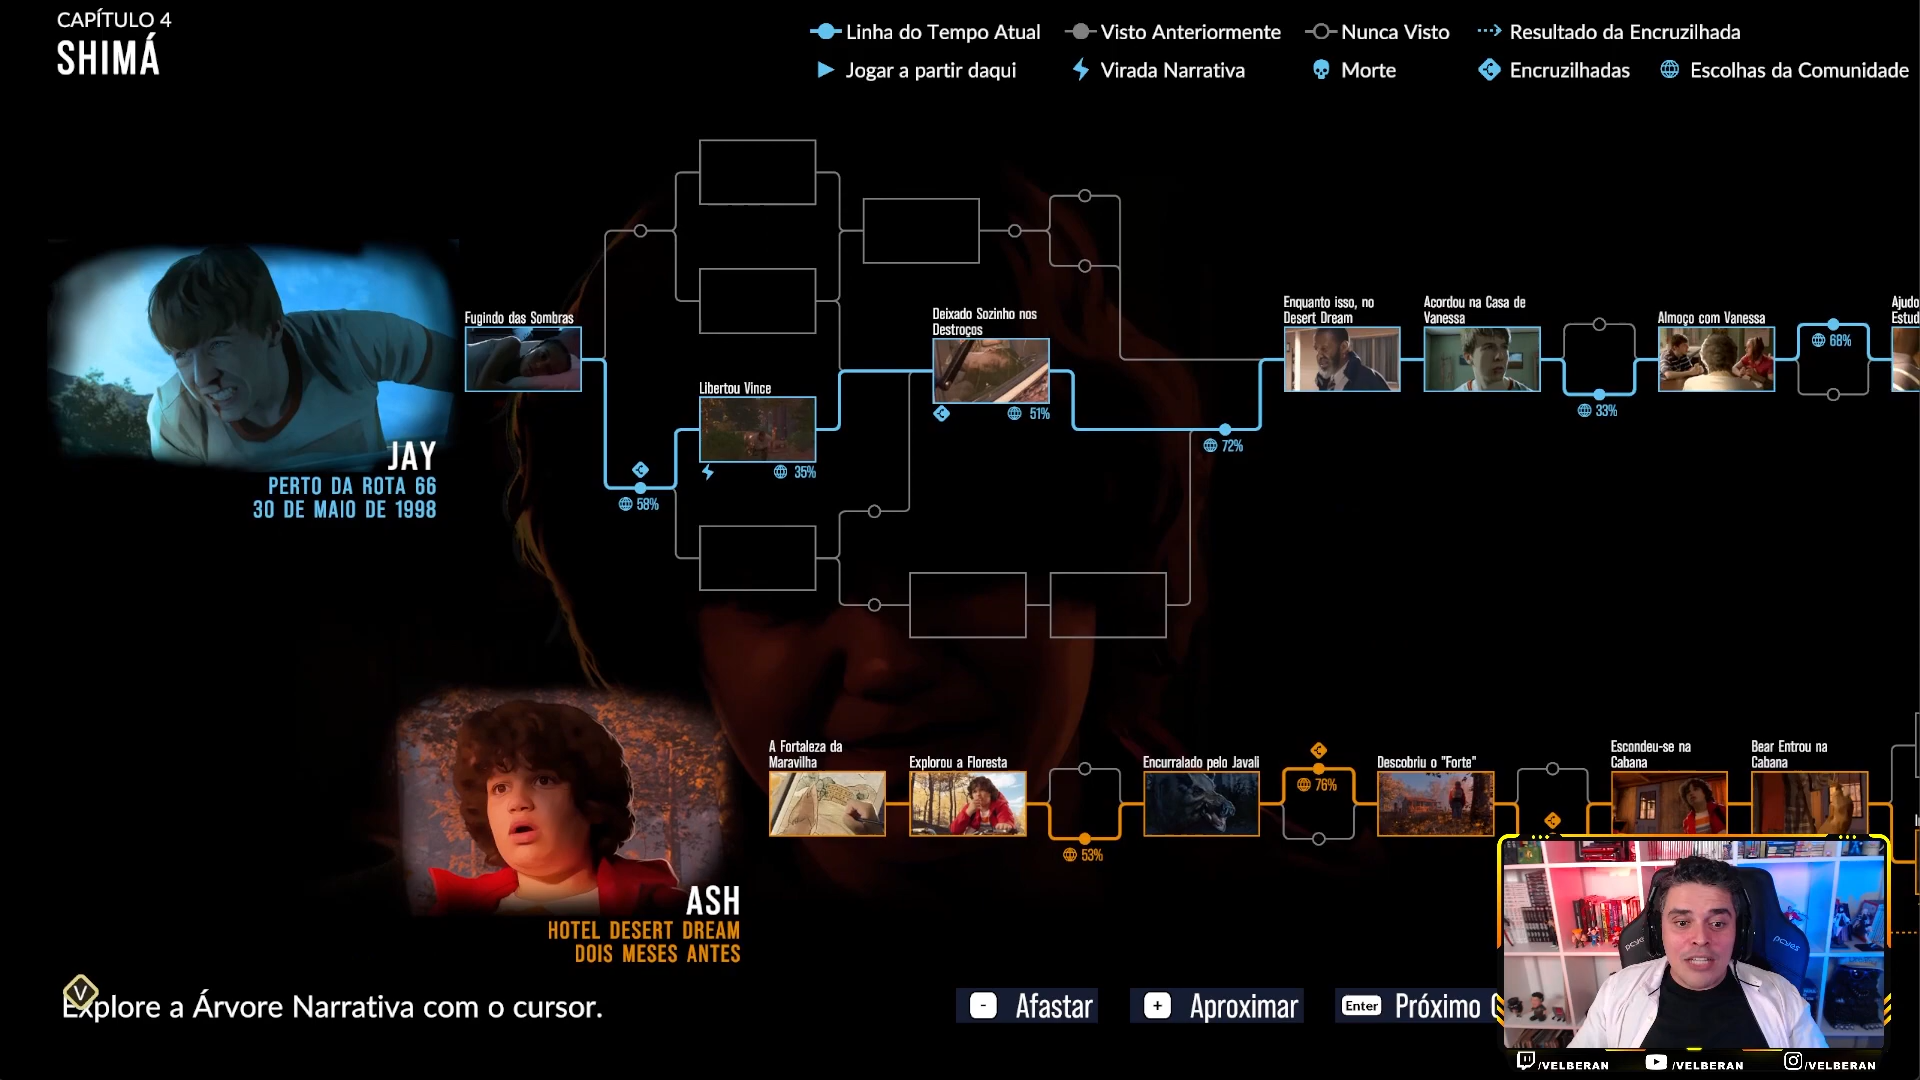 CAPÍTULO 4
SHIMÁ
Linha do Tempo Atual
Visto Anteriormente
Nunca Visto
Resultado da Encruzilhada
Jogar a partir daqui
Virada Narrativa
Morte
Encruzilhadas
Escolhas da Comunidade
JAY
PERTO DA ROTA 66
30 DE MAIO DE 1998
Fugindo das Sombras
58%
Libertou Vince
35%
Deixado Sozinho nos
Destroços
51%
72%
Enquanto isso, no
Desert Dream
Acordou na Casa de
Vanessa
33%
Almoço com Vanessa
68%
ASH
HOTEL DESERT DREAM
DOIS MESES ANTES
A Fortaleza da
Maravilha
Explorou a Floresta
53%
Encurralado pelo Javali
76%
Descobriu o "Forte"
Escondeu-se na
Cabana
Bear Entrou na
Cabana
V
Explore a Árvore Narrativa com o cursor.
- Afastar
+ Aproximar
Enter Próximo
/VELBERAN /VELBERAN /VELBERAN